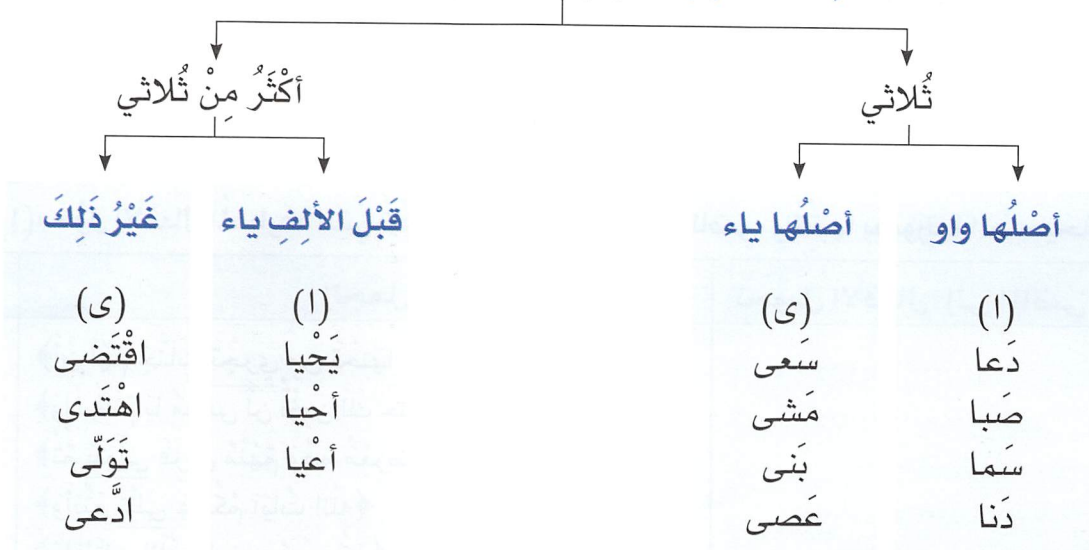 ثُلاثي
أكْثَرُ مِنْ ثُلاثي
أصْلُها واو
أصْلُها ياء
قَبْلَ الألِفِ ياء
غَيْرُ ذَلِكَ
(ا)
(ى)
(ا)
(ى)
دَعا
سَعى
يَحْيا
اقْتَضى
صَبا
مَشى
أحْيا
اهْتَدى
سَما
بَنى
أعْيا
تَوَلّى
دَنا
عَصى
ادَّعى